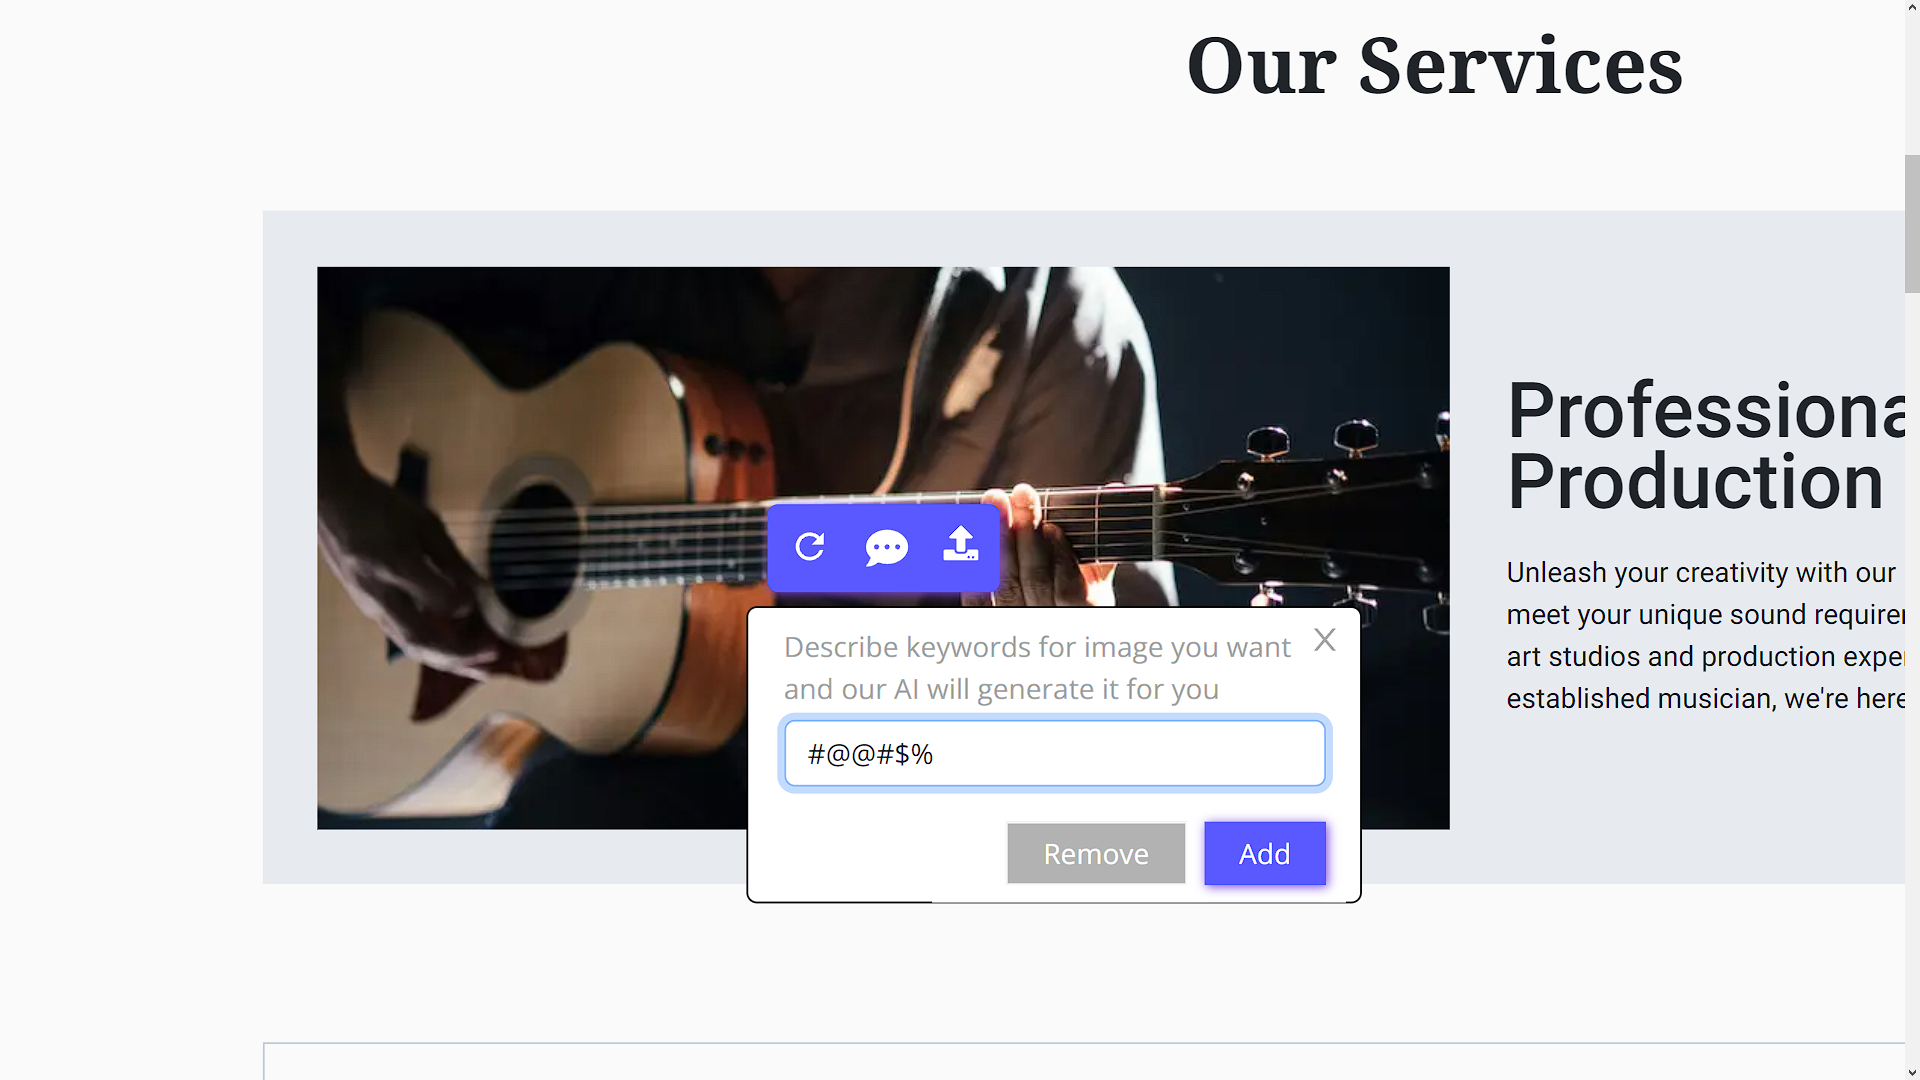 Our Services
Professiona
Production
Unleash your creativity with our
meet your unique sound require
art studios and production expe
established musician, we're here
Describe keywords for image you want
and our AI will generate it for you
X
#@@#$%
Remove
Add